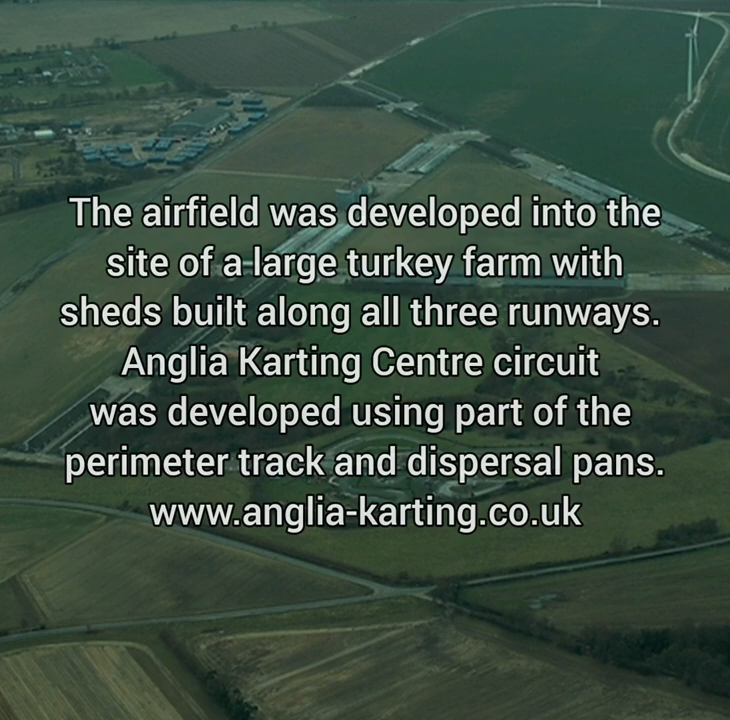 The airfield was developed into the
site of a large turkey farm with
sheds built along all three runways.
Anglia Karting Centre circuit
was developed using part of the
perimeter track and dispersal pans.
www.anglia-karting.co.uk